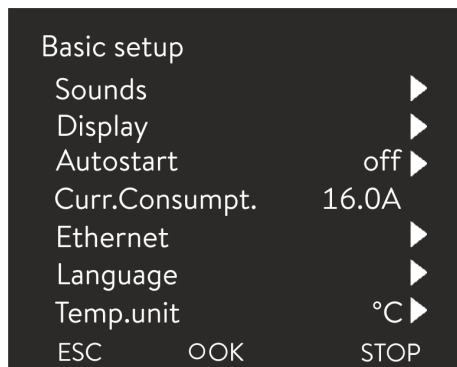 Basic setup
Sounds
Display
Autostart off
Curr.Consumpt. 16.0A
Ethernet
Language
Temp.unit °C
ESC OOK STOP